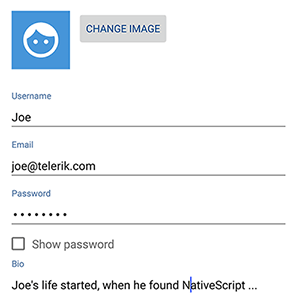 CHANGE IMAGE
Username
Joe
Email
joe@telerik.com
Password
••••••••
Show password
Bio
Joe's life started, when he found NativeScript ...